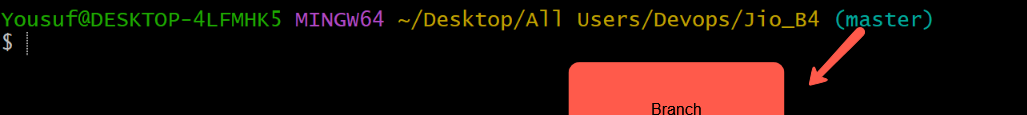 Yousuf@DESKTOP-4LFMHK5 MINGW64 ~/Desktop/All Users/Devops/Jio_B4 (master)
$
Branch